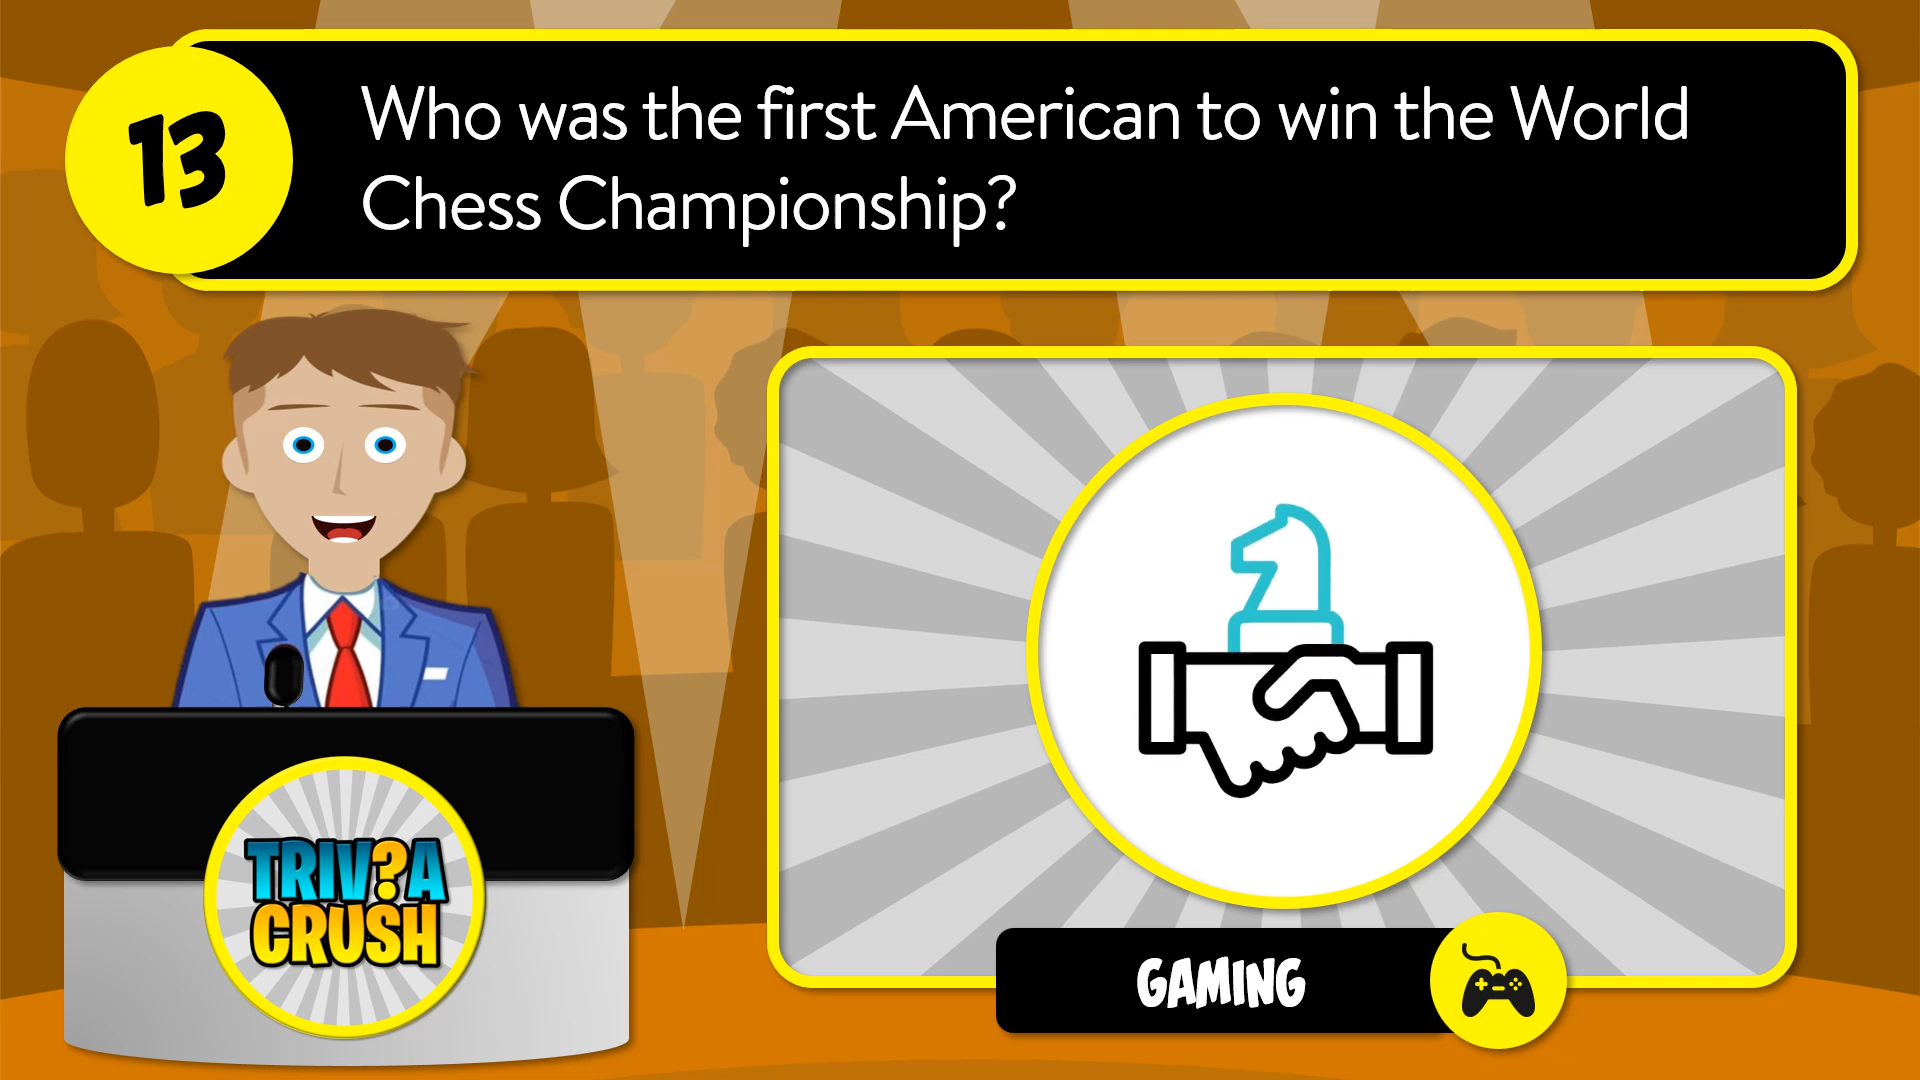 13
Who was the first American to win the World
Chess Championship?
TRIV?A
CRUSH
GAMING